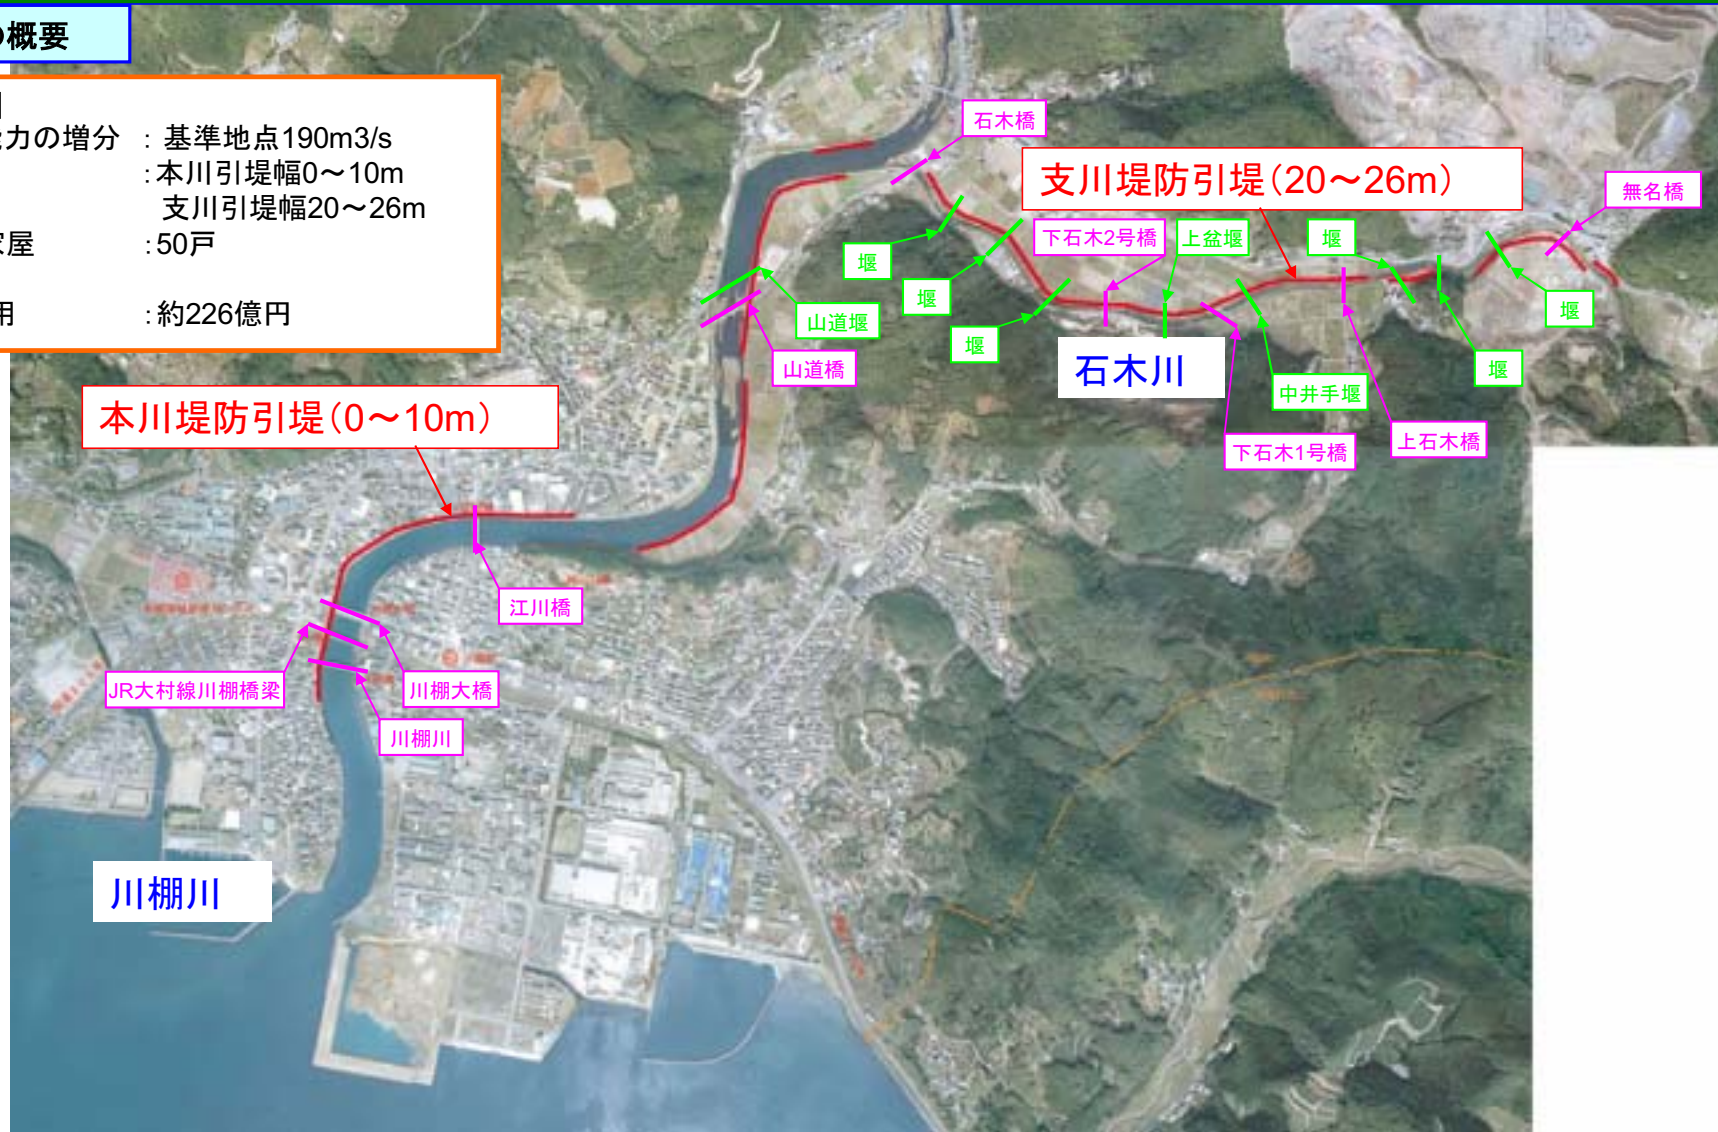 の概要
能力の増分 ： 基準地点190m3/s
：本川引堤幅0～10m
支川引堤幅20～26m
家屋 ：50戸
用 ：約226億円
石木橋
支川堤防引堤（20～26m）
無名橋
下石木2号橋
上盆堰
堰
堰
堰
山道堰
堰
堰
山道橋
石木川
堰
中井手堰
本川堤防引堤（0～10m）
下石木1号橋
上石木橋
江川橋
JR大村線川棚橋梁
川棚大橋
川棚川
川棚川